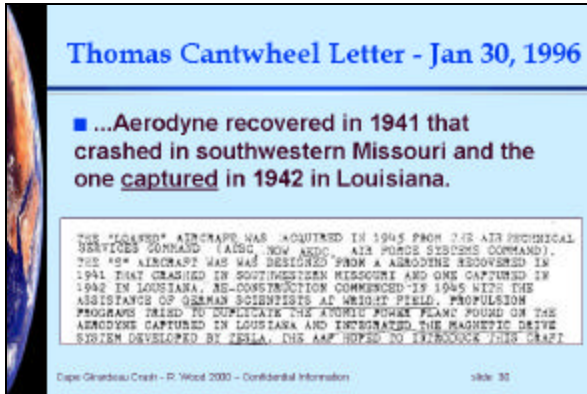 Thomas Cantwheel Letter - Jan 30, 1996
...Aerodyne recovered in 1941 that
crashed in southwestern Missouri and the
one captured in 1942 in Louisiana.
THE "LOANED" AIRCRAFT WAS ACQUIRED IN 1945 FROM THE AIR TECHNICAL
SERVICES COMMAND (ATSC, NOW AFSC, AIR FORCE SYSTEMS COMMAND).
THE "S" AIRCRAFT WAS WAS DESIGNED FROM A AERODYNE RECOVERED IN
1941 THAT CRASHED IN SOUTHWESTERN MISSOURI AND ONE CAPTURED IN
1942 IN LOUSIANA. RE-CONSTRUCTION COMMENCED IN 1945 WITH THE
ASSISTANCE OF GERMAN SCIENTISTS AT WRIGHT FIELD. PROPULSION
PROGRAMS TRIED TO DUPLICATE THE ATOMIC POWER PLANT FOUND ON THE
AERODYNE CAPTURED IN LOUSIANA AND INTEGRATED THE MAGNETIC DRIVE
SYSTEM DEVELOPED BY TESLA. THE AAF HOPED TO INTRODUCE THIS CRAFT
Cape Girardeau Crash - R. Wood 2000 - Confidential Information
slide 30